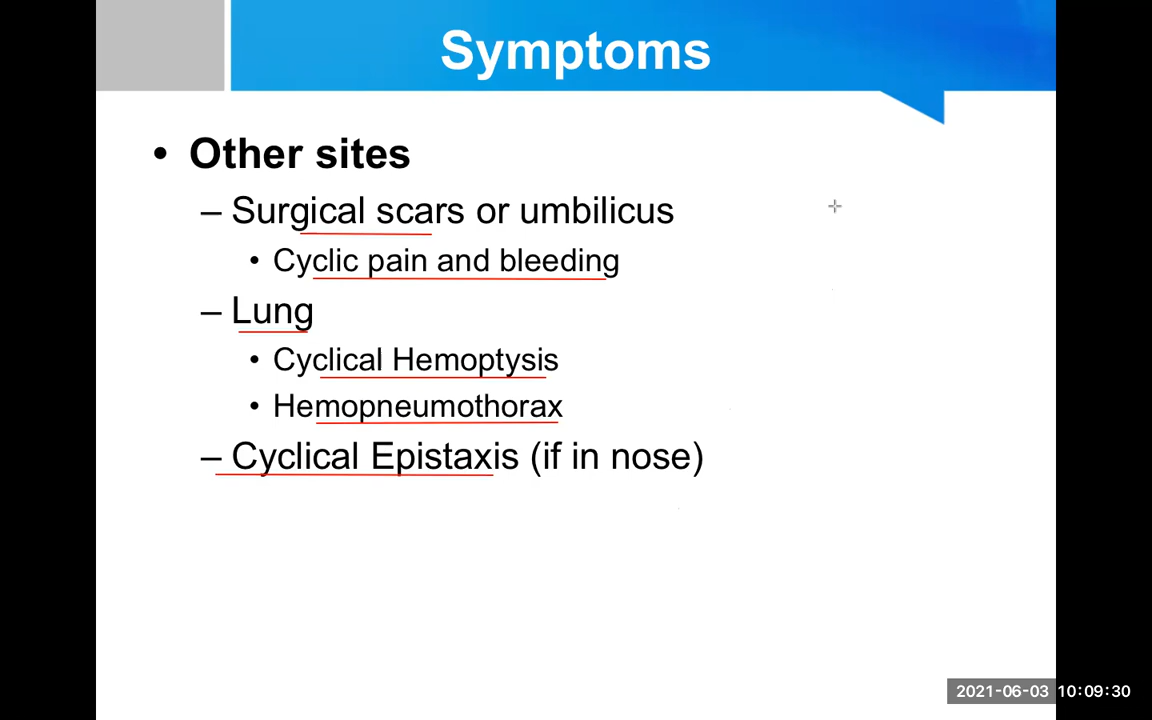 Symptoms
• Other sites
– Surgical scars or umbilicus
• Cyclic pain and bleeding
– Lung
• Cyclical Hemoptysis
• Hemopneumothorax
– Cyclical Epistaxis (if in nose)
2021-06-03 10:09:30